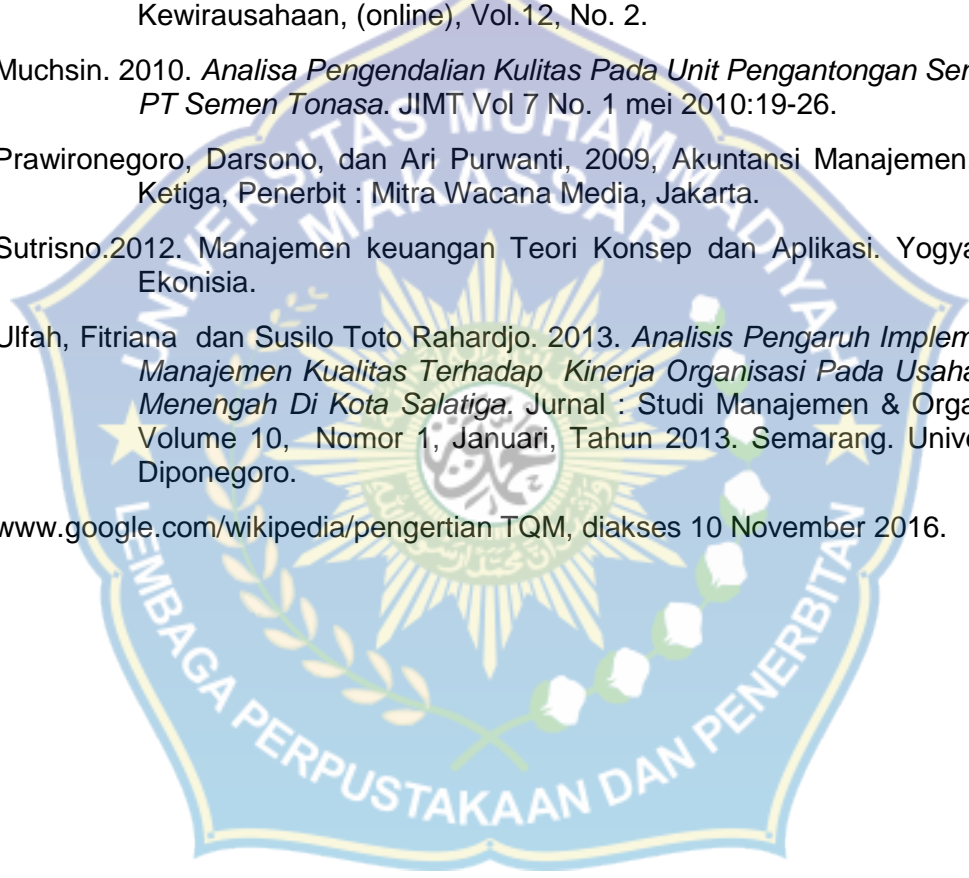 Kewirausahaan, (online), Vol.12, No. 2.
Muchsin. 2010. Analisa Pengendalian Kulitas Pada Unit Pengantongan Ser
PT Semen Tonasa. JIMT Vol 7 No. 1 mei 2010:19-26.
Prawironegoro, Darsono, dan Ari Purwanti, 2009, Akuntansi Manajemen
Ketiga, Penerbit : Mitra Wacana Media, Jakarta.
Sutrisno.2012. Manajemen keuangan Teori Konsep dan Aplikasi. Yogya
Ekonisia.
Ulfah, Fitriana dan Susilo Toto Rahardjo. 2013. Analisis Pengaruh Implem
Manajemen Kualitas Terhadap Kinerja Organisasi Pada Usaha
Menengah Di Kota Salatiga. Jurnal : Studi Manajemen & Orga
Volume 10, Nomor 1, Januari, Tahun 2013. Semarang. Unive
Diponegoro.
www.google.com/wikipedia/pengertian TQM, diakses 10 November 2016.
UNIVERSITAS MUHAMMADIYAH
MAKASSAR
LEMBAGA PERPUSTAKAAN DAN PENERBITAN